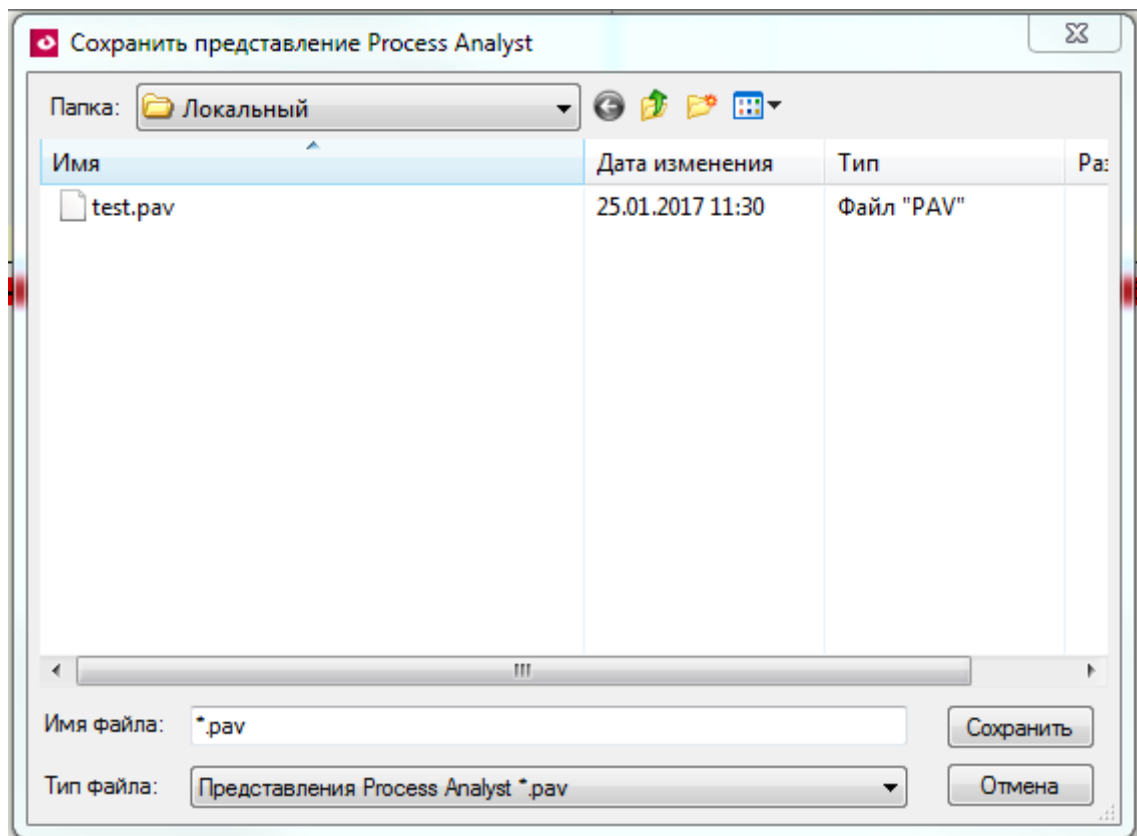 Сохранить представление Process Analyst
Папка: Локальный
Имя Дата изменения Тип
test.pav 25.01.2017 11:30 Файл "PAV"
Имя файла: *.pav Сохранить
Тип файла: Представления Process Analyst *.pav Отмена